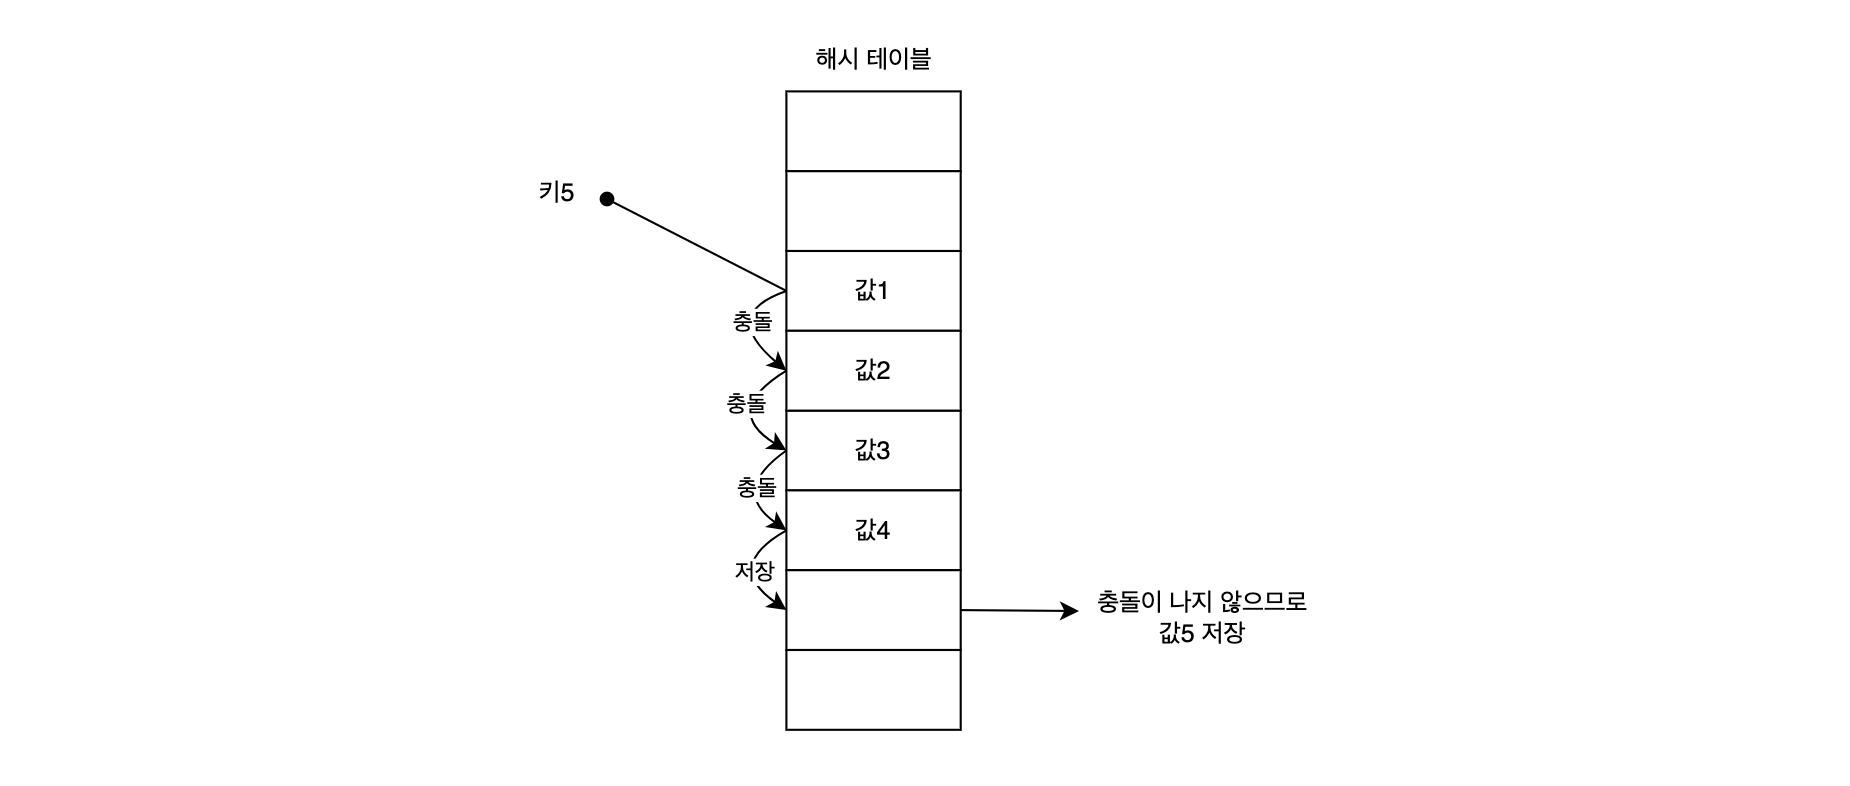 해시 테이블
키5
값1
충돌
값2
충돌
값3
충돌
값4
저장
충돌이 나지 않으므로
값5 저장